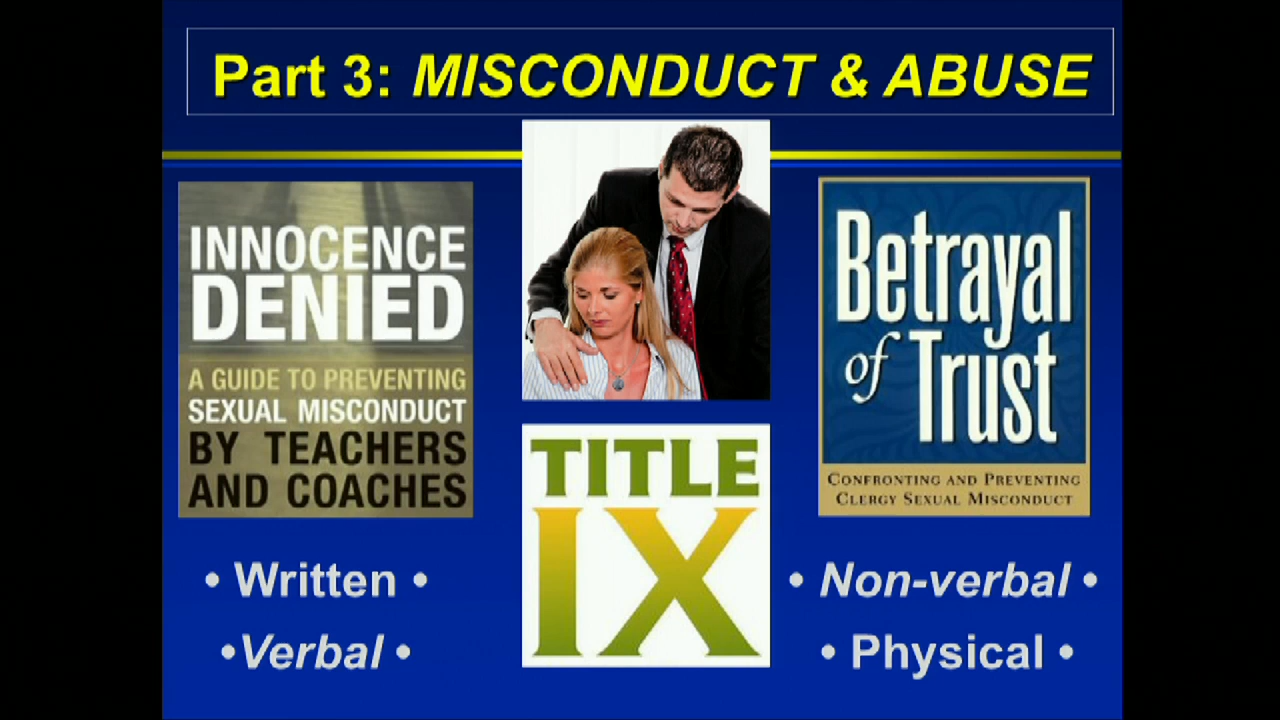 Part 3: MISCONDUCT & ABUSE
INNOCENCE
DENIED
A GUIDE TO PREVENTING
SEXUAL MISCONDUCT
BY TEACHERS
AND COACHES
TITLE
IX
Betrayal
of Trust
CONFRONTING AND PREVENTING
CLERGY SEXUAL MISCONDUCT
• Written •
• Verbal •
• Non-verbal •
• Physical •